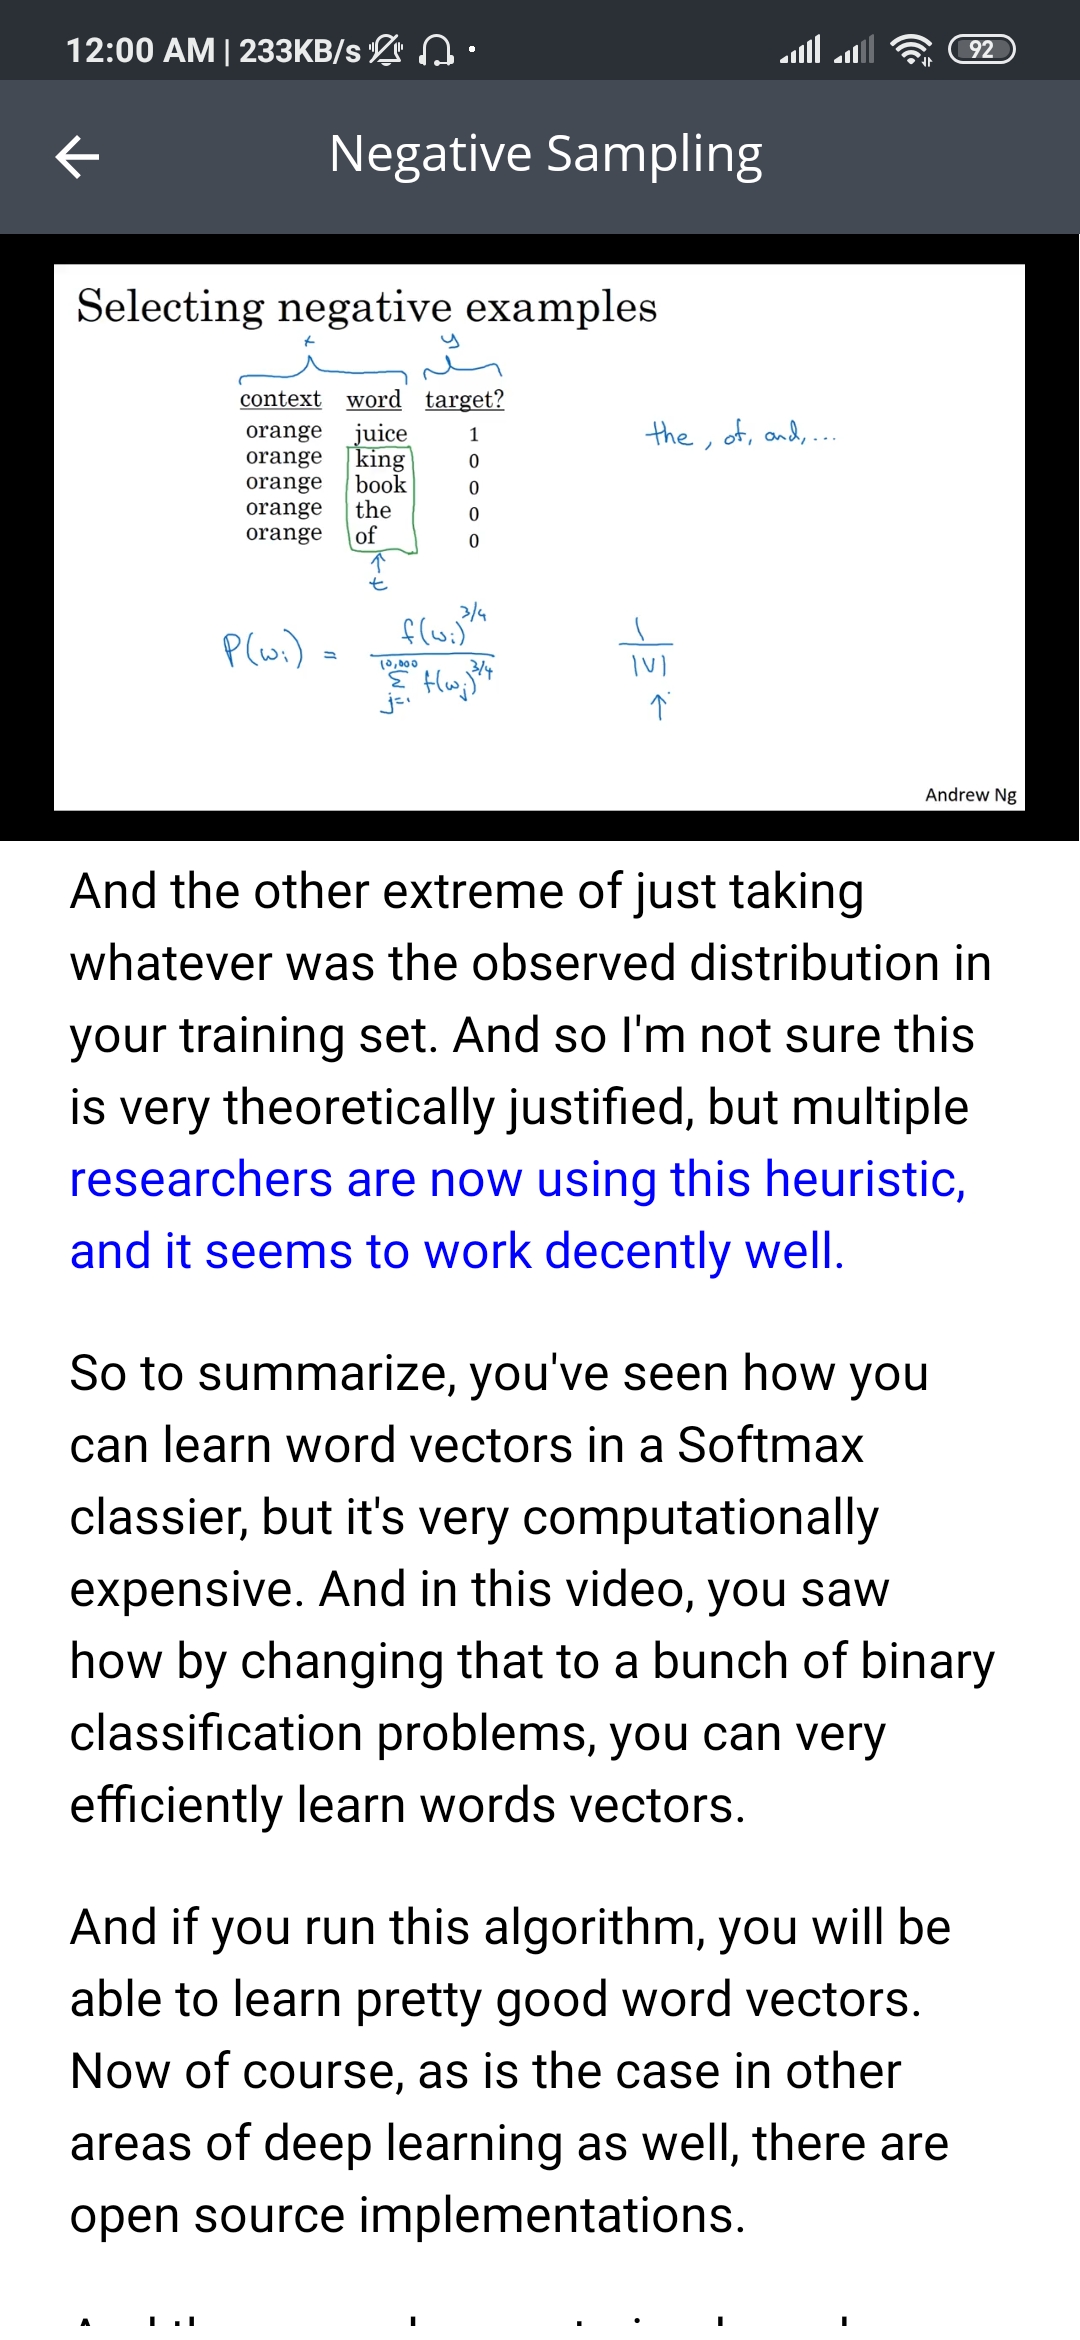 12:00 AM | 233KB/s
92
Negative Sampling
Selecting negative examples
x y
context word target?
orange juice 1
orange king 0
orange book 0
orange the 0
orange of 0
the, of, and, ...
t
P(wᵢ) = f(wᵢ)^3/4 / Σ_{j=1}^{10,000} f(wⱼ)^3/4
1/|V|
Andrew Ng
And the other extreme of just taking
whatever was the observed distribution in
your training set. And so I'm not sure this
is very theoretically justified, but multiple
researchers are now using this heuristic,
and it seems to work decently well.
So to summarize, you've seen how you
can learn word vectors in a Softmax
classier, but it's very computationally
expensive. And in this video, you saw
how by changing that to a bunch of binary
classification problems, you can very
efficiently learn words vectors.
And if you run this algorithm, you will be
able to learn pretty good word vectors.
Now of course, as is the case in other
areas of deep learning as well, there are
open source implementations.